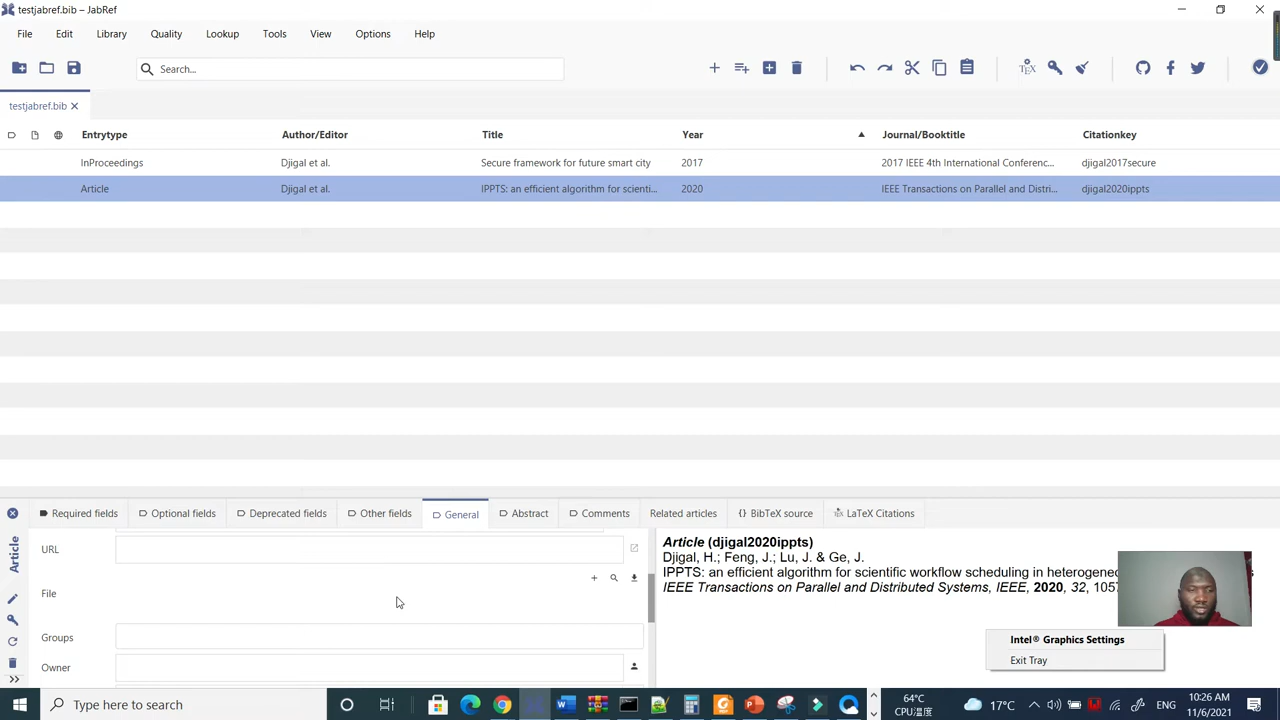 testjabref.bib – JabRef
File Edit Library Quality Lookup Tools View Options Help
Search...
testjabref.bib
Entrytype Author/Editor Title Year Journal/Booktitle Citationkey
InProceedings Djigal et al. Secure framework for future smart city 2017 2017 IEEE 4th International Conferenc... djigal2017secure
Article Djigal et al. IPPTS: an efficient algorithm for scienti... 2020 IEEE Transactions on Parallel and Distri... djigal2020ippts
Required fields Optional fields Deprecated fields Other fields General Abstract Comments Related articles BibTeX source LaTeX Citations
Article
URL
File
Groups
Owner
Article (djigal2020ippts)
Djigal, H.; Feng, J.; Lu, J. & Ge, J.
IPPTS: an efficient algorithm for scientific workflow scheduling in heterogene
IEEE Transactions on Parallel and Distributed Systems, IEEE, 2020, 32, 1057
Intel® Graphics Settings
Exit Tray
Type here to search
64°C
CPU温度
17°C
ENG
10:26 AM
11/6/2021